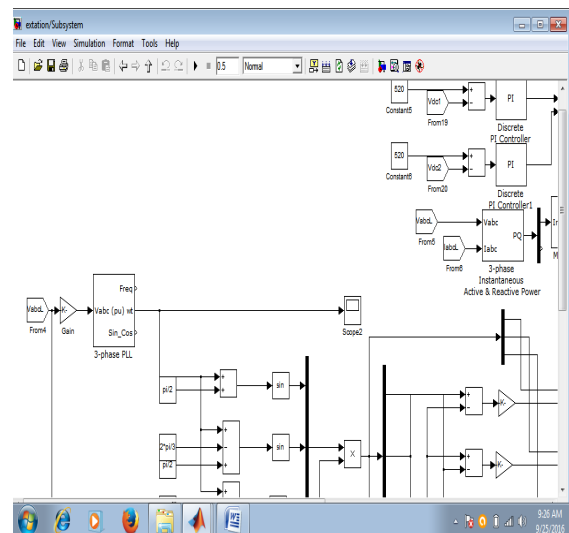 extation/Subsystem
File Edit View Simulation Format Tools Help
0.5 Normal
520
Constant5
Vdc1
From19
PI
Discrete
PI Controller
520
Constant6
Vdc2
From20
PI
Discrete
PI Controller1
VabcL
From5
IabcL
From6
Vabc
Iabc
PQ
3-phase
Instantaneous
Active & Reactive Power
VabcL
From4
-K-
Gain
Freq
Vabc (pu) wt
Sin_Cos
3-phase PLL
Scope2
pi/2
sin
2*pi/3
pi/2
sin
X
-K-
-K-
9:26 AM
9/25/2016